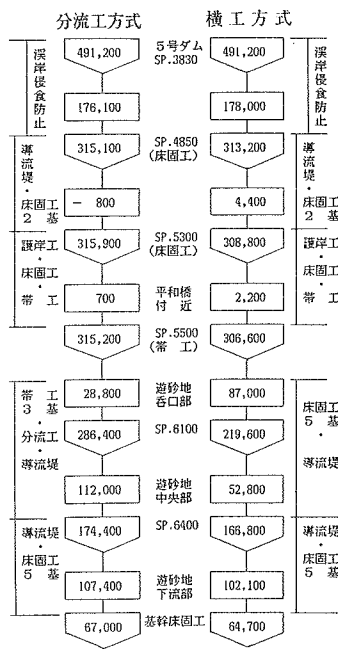 分流工方式
横工方式
渓岸侵食防止
491,200
5号ダム
SP.3830
491,200
渓岸侵食防止
176,100
178,000
導流堤・床固工2基
315,100
SP.4850
(床固工)
313,200
導流堤・床固工2基
− 800
4,400
護岸工・床固工・帯工
315,900
SP.5300
(床固工)
308,800
護岸工・床固工・帯工
700
平和橋
付近
2,200
315,200
SP.5500
(帯工)
306,600
帯工3基・分流工・導流堤
28,800
遊砂地
呑口部
87,000
床固工5基・導流堤
286,400
SP.6100
219,600
112,000
遊砂地
中央部
52,800
導流堤・床固工5基
174,400
SP.6400
166,800
導流堤・床固工5基
107,400
遊砂地
下流部
102,100
67,000
基幹床固工
64,700